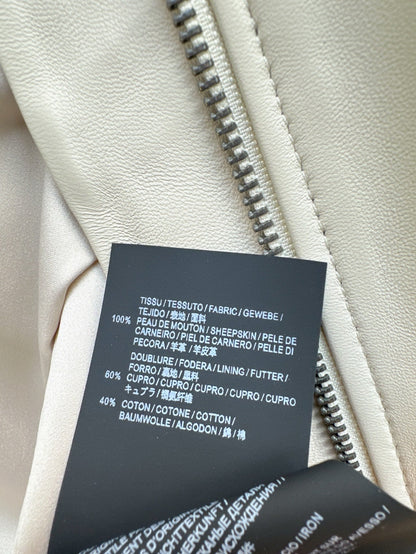 TISSU / TESSUTO / FABRIC / GEWEBE /
TEJIDO / 表地 / 面料
100% PEAU DE MOUTON / SHEEPSKIN / PELE DE
CARNEIRO / PIEL DE CARNERO / PELLE DI
PECORA / 羊革 / 羊皮革
DOUBLURE / FODERA / LINING / FUTTER /
FORRO / 裏地 / 里料
60% CUPRO / CUPRO / CUPRO / CUPRO / CUPRO
キュプラ / 铜氨纤维
40% COTON / COTONE / COTTON /
BAUMWOLLE / ALGODON / 綿 / 棉